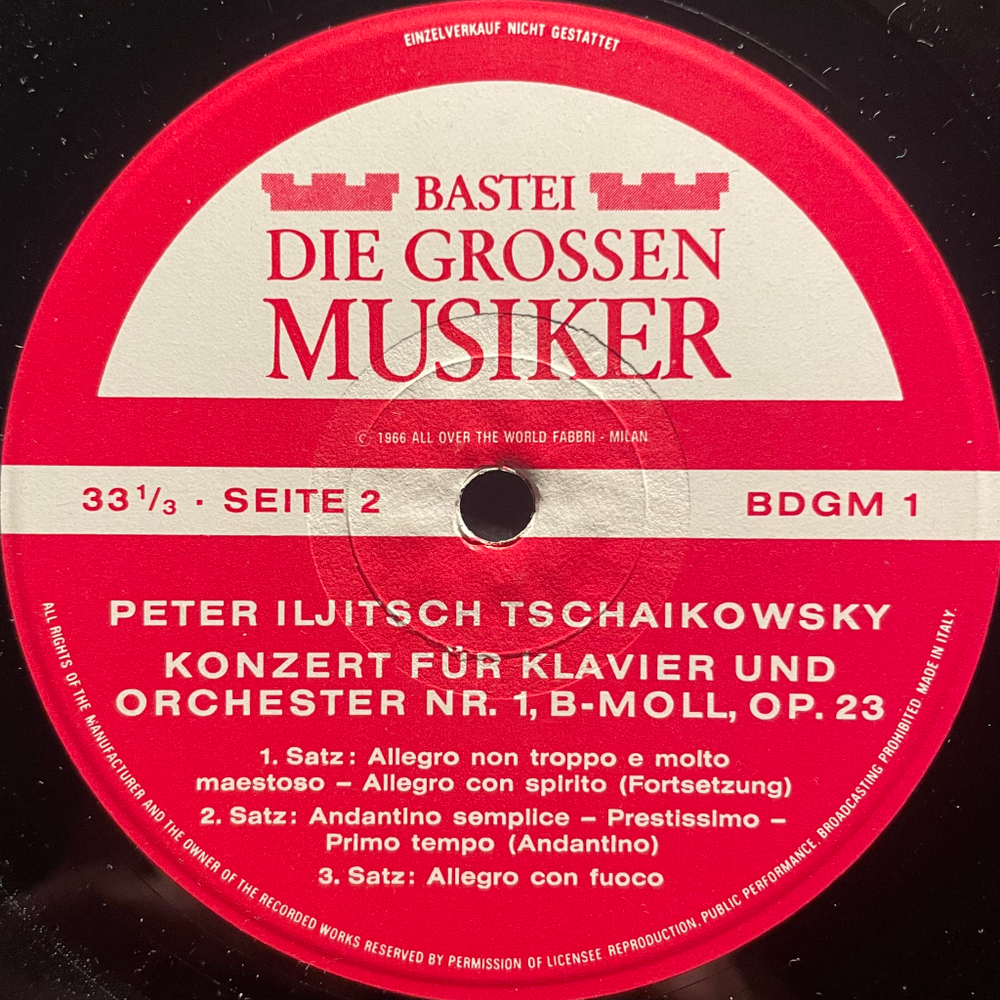 EINZELVERKAUF NICHT GESTATTET
BASTEI
DIE GROSSEN
MUSIKER
© 1966 ALL OVER THE WORLD FABBRI - MILAN
33 1/3 · SEITE 2
BDGM 1
PETER ILJITSCH TSCHAIKOWSKY
KONZERT FÜR KLAVIER UND
ORCHESTER NR. 1, B-MOLL, OP. 23
1. Satz: Allegro non troppo e molto
maestoso – Allegro con spirito (Fortsetzung)
2. Satz: Andantino semplice – Prestissimo –
Primo tempo (Andantino)
3. Satz: Allegro con fuoco
ALL RIGHTS OF THE MANUFACTURER AND THE OWNER OF THE RECORDED WORKS RESERVED BY PERMISSION OF LICENSEE. REPRODUCTION, PUBLIC PERFORMANCE, BROADCASTING PROHIBITED. MADE IN ITALY.